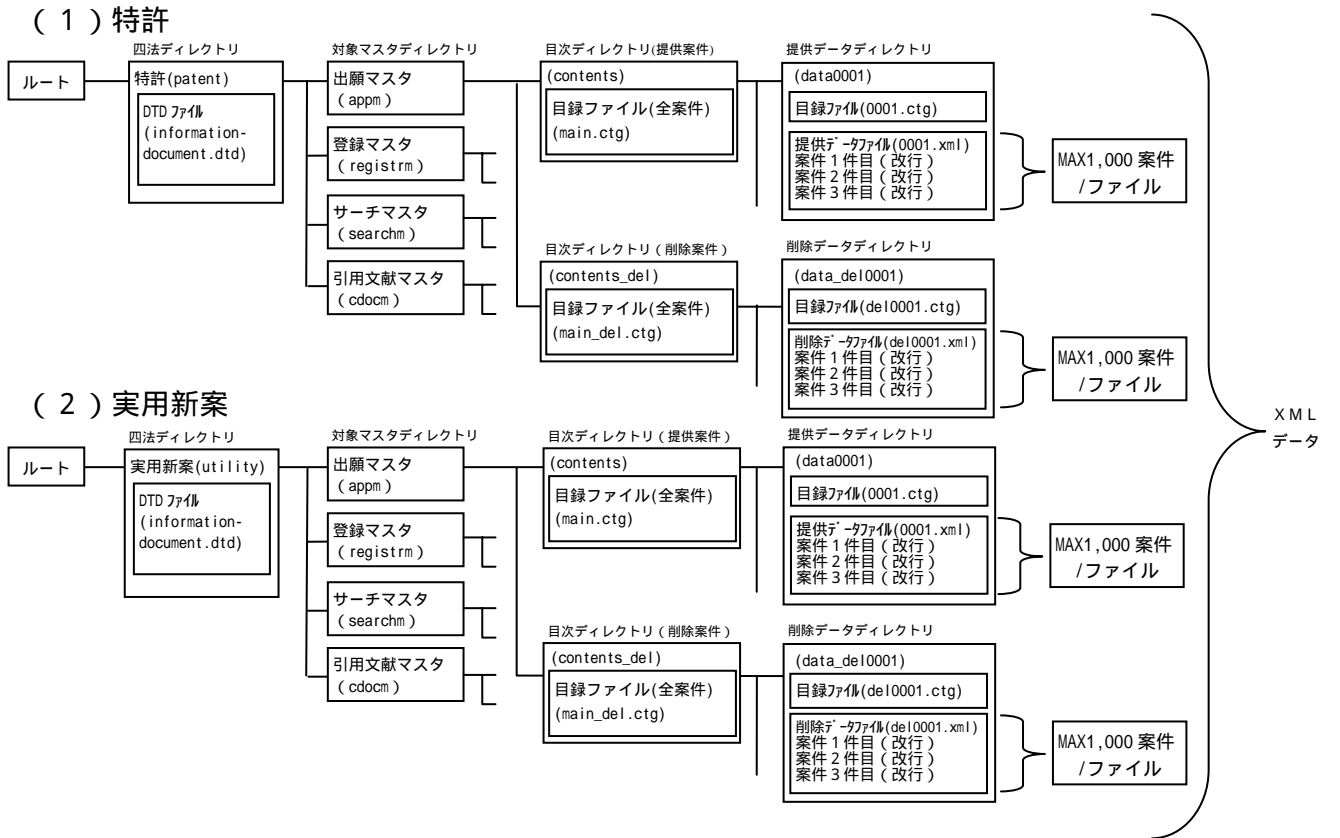 (1)特許
四法ディレクトリ
対象マスタディレクトリ
目次ディレクトリ(提供案件)
提供データディレクトリ
ルート
特許(patent)
DTD ファイル
(information-
document.dtd)
出願マスタ
(appm)
登録マスタ
(registrm)
サーチマスタ
(searchm)
引用文献マスタ
(cdocm)
(contents)
目録ファイル(全案件)
(main.ctg)
(data0001)
目録ファイル(0001.ctg)
提供データファイル(0001.xml)
案件1件目(改行)
案件2件目(改行)
案件3件目(改行)
MAX1,000 案件
/ファイル
目次ディレクトリ(削除案件)
削除データディレクトリ
(contents_del)
目録ファイル(全案件)
(main_del.ctg)
(data_del0001)
目録ファイル(del0001.ctg)
削除データファイル(del0001.xml)
案件1件目(改行)
案件2件目(改行)
案件3件目(改行)
MAX1,000 案件
/ファイル
XML
データ
(2)実用新案
四法ディレクトリ
対象マスタディレクトリ
目次ディレクトリ(提供案件)
提供データディレクトリ
ルート
実用新案(utility)
DTD ファイル
(information-
document.dtd)
出願マスタ
(appm)
登録マスタ
(registrm)
サーチマスタ
(searchm)
引用文献マスタ
(cdocm)
(contents)
目録ファイル(全案件)
(main.ctg)
(data0001)
目録ファイル(0001.ctg)
提供データファイル(0001.xml)
案件1件目(改行)
案件2件目(改行)
案件3件目(改行)
MAX1,000 案件
/ファイル
目次ディレクトリ(削除案件)
削除データディレクトリ
(contents_del)
目録ファイル(全案件)
(main_del.ctg)
(data_del0001)
目録ファイル(del0001.ctg)
削除データファイル(del0001.xml)
案件1件目(改行)
案件2件目(改行)
案件3件目(改行)
MAX1,000 案件
/ファイル